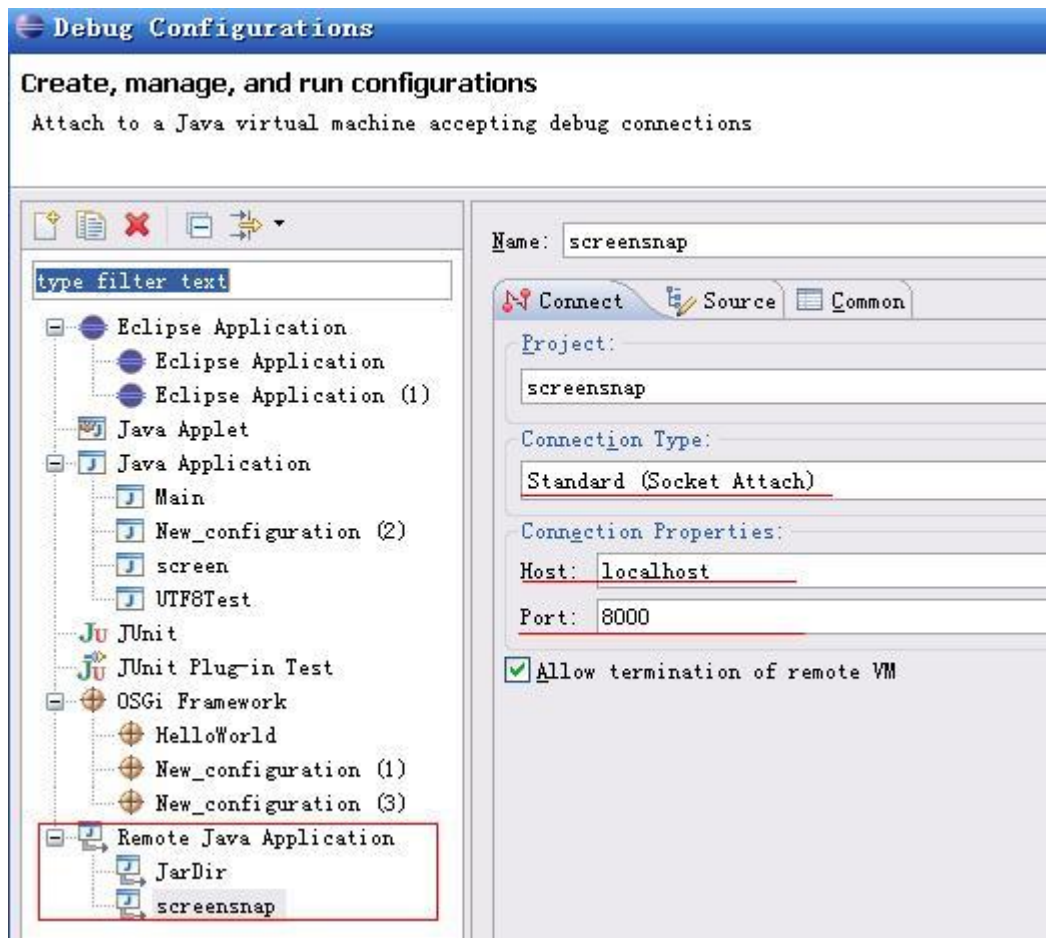 Debug Configurations
Create, manage, and run configurations
Attach to a Java virtual machine accepting debug connections
type filter text
Eclipse Application
Eclipse Application
Eclipse Application (1)
Java Applet
Java Application
Main
New_configuration (2)
screen
UTF8Test
JUnit
JUnit Plug-in Test
OSGi Framework
HelloWorld
New_configuration (1)
New_configuration (3)
Remote Java Application
JarDir
screensnap
Name: screensnap
Connect Source Common
Project:
screensnap
Connection Type:
Standard (Socket Attach)
Connection Properties:
Host: localhost
Port: 8000
Allow termination of remote VM